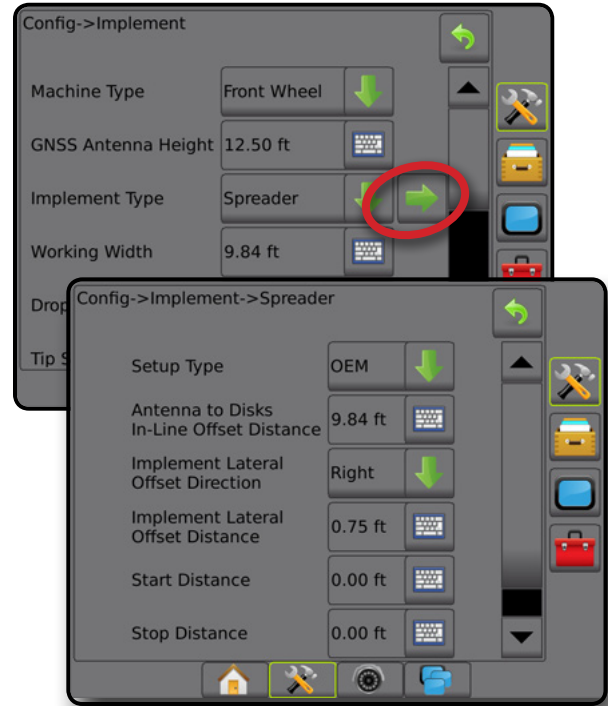 Config->Implement
Machine Type Front Wheel
GNSS Antenna Height 12.50 ft
Implement Type Spreader
Working Width 9.84 ft
Drop
Tip S
Config->Implement->Spreader
Setup Type OEM
Antenna to Disks
In-Line Offset Distance 9.84 ft
Implement Lateral
Offset Direction Right
Implement Lateral
Offset Distance 0.75 ft
Start Distance 0.00 ft
Stop Distance 0.00 ft